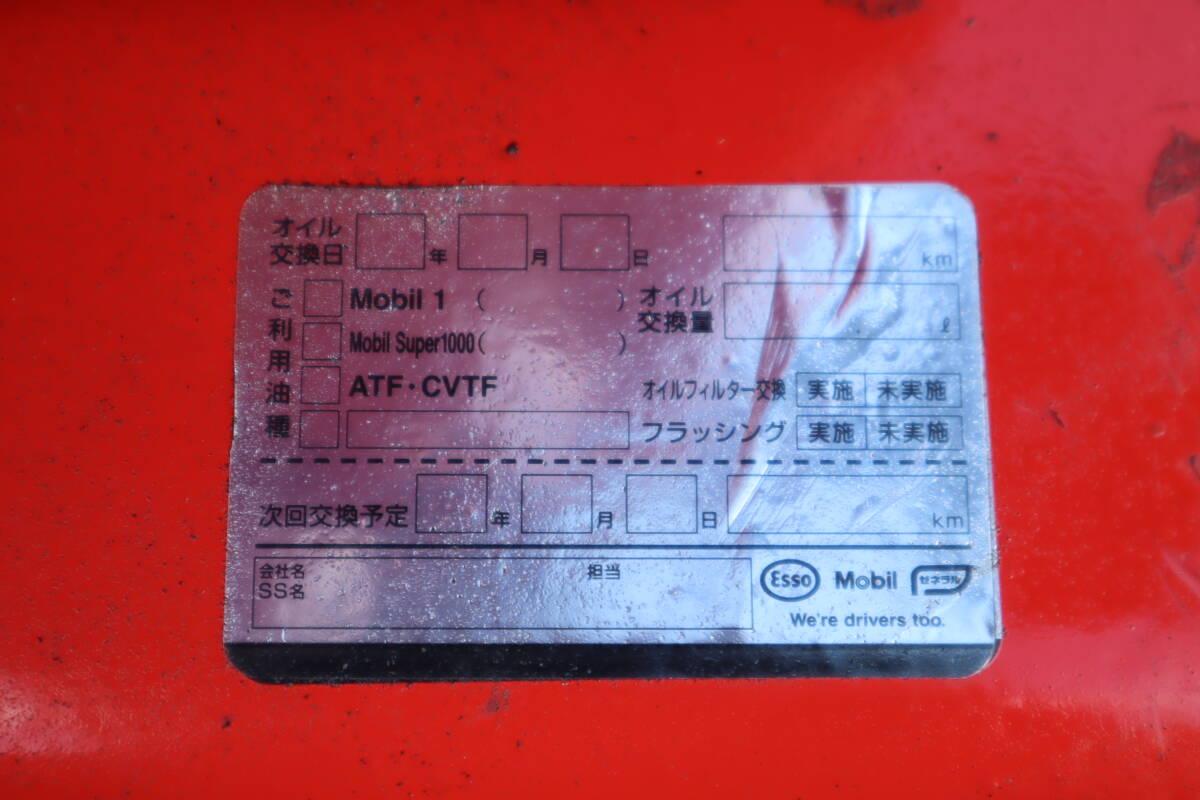 オイル
交換日 年 月 日 km
ご利用油種
Mobil 1 ( )
Mobil Super1000( )
ATF・CVTF
オイル
交換量 ℓ
オイルフィルター交換 実施 未実施
フラッシング 実施 未実施
次回交換予定 年 月 日 km
会社名 担当
SS名
Esso Mobil ゼネラル
We're drivers too.